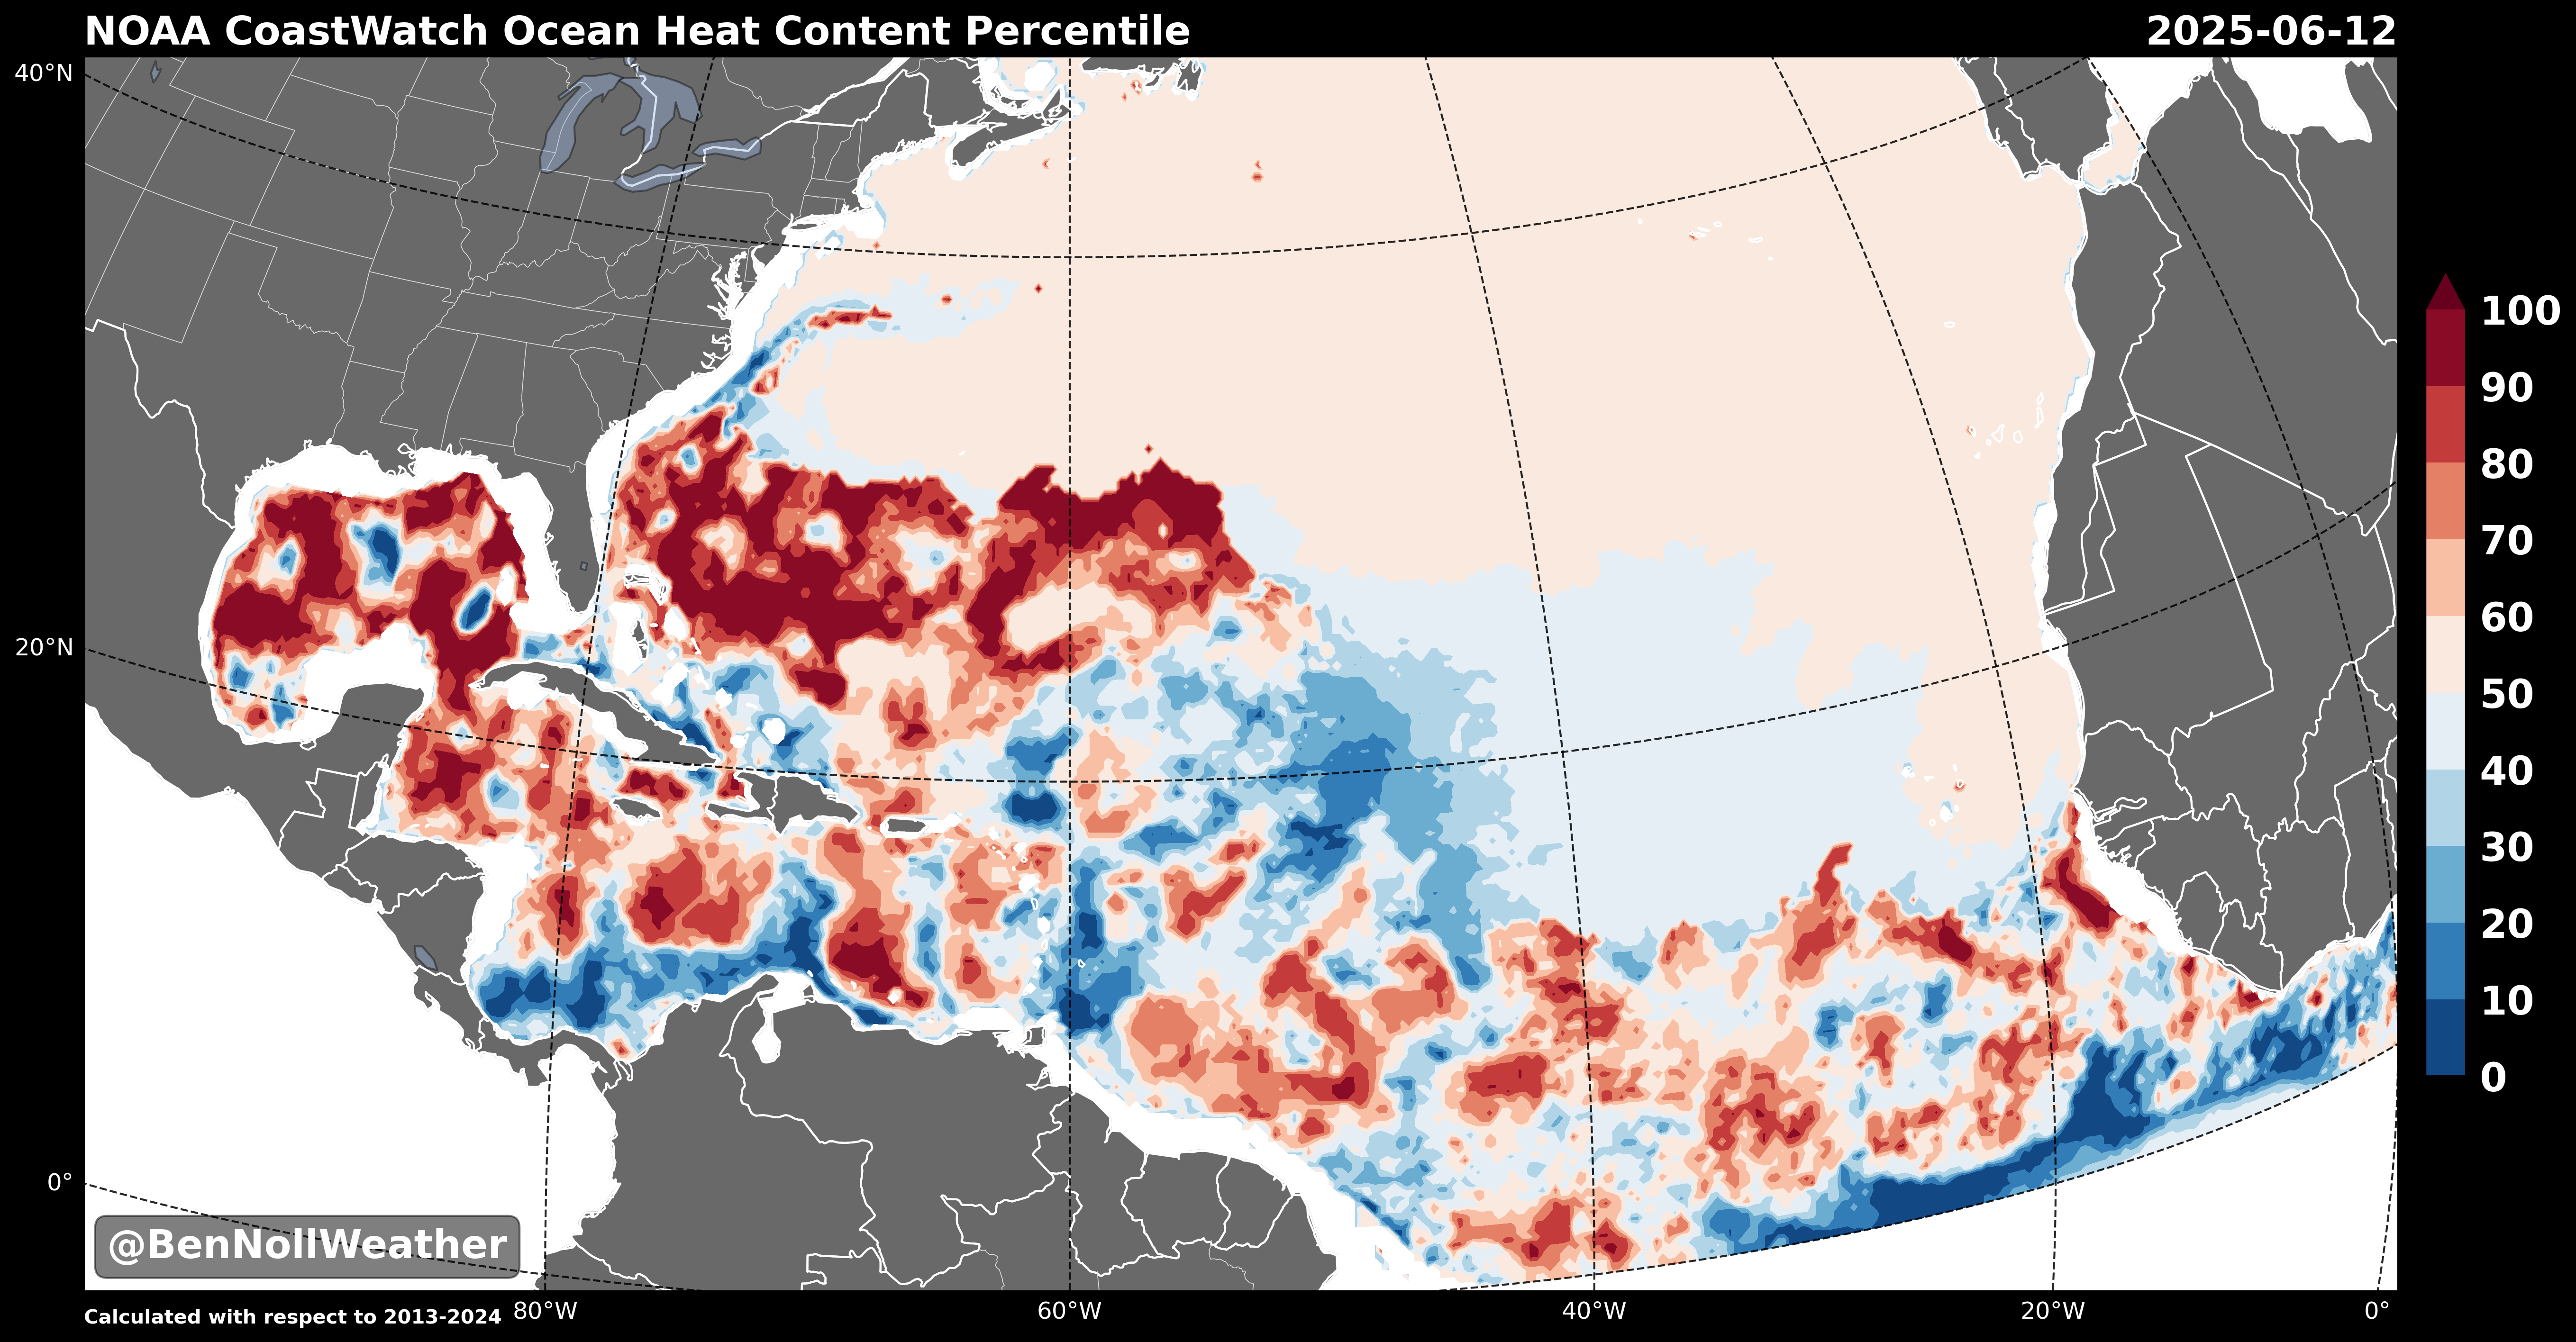 NOAA CoastWatch Ocean Heat Content Percentile
2025-06-12
40°N
20°N
0°
100
90
80
70
60
50
40
30
20
10
0
@BenNollWeather
Calculated with respect to 2013-2024
80°W
60°W
40°W
20°W
0°